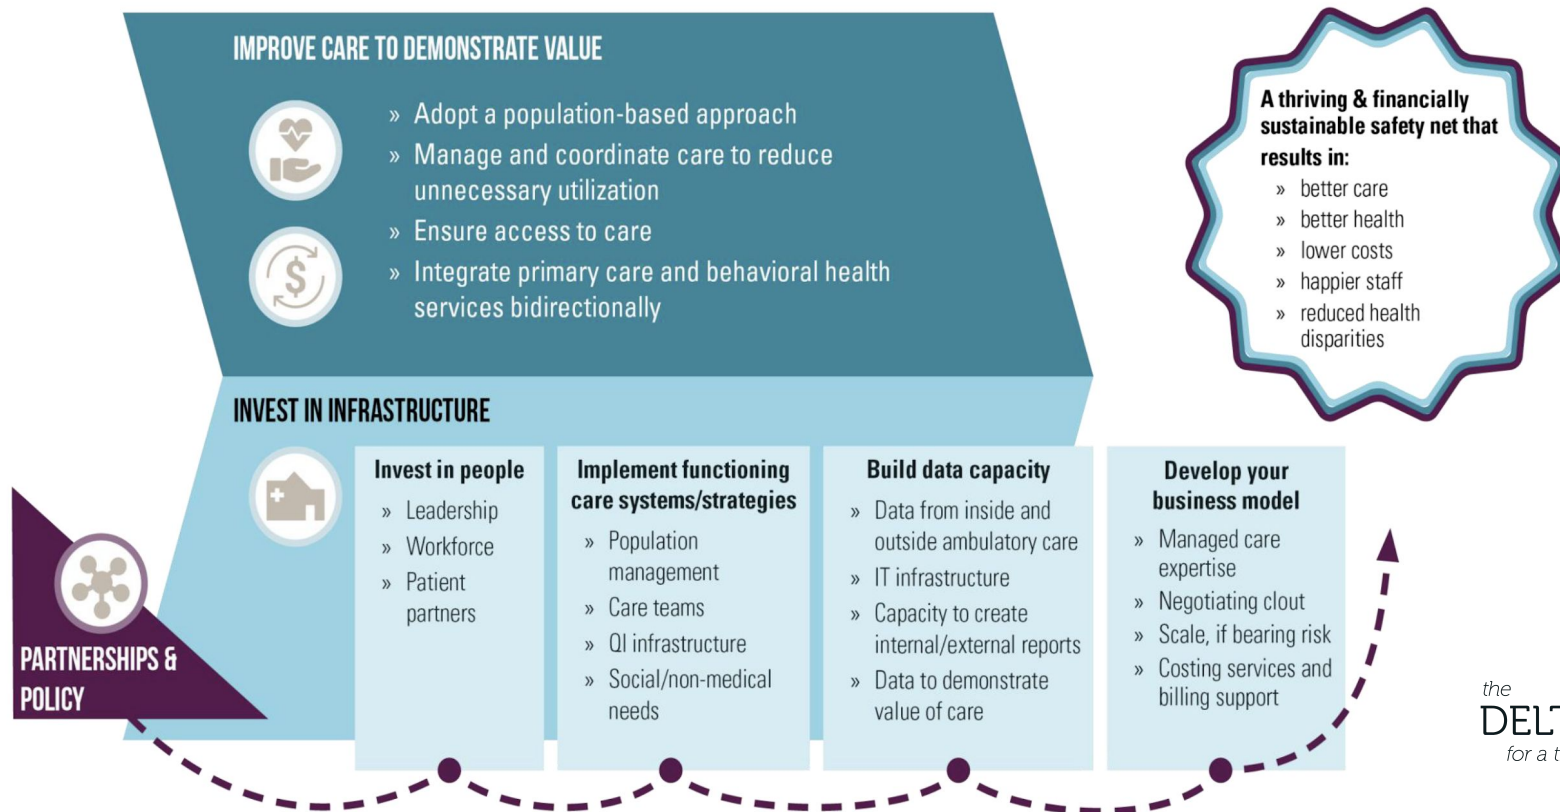 IMPROVE CARE TO DEMONSTRATE VALUE
» Adopt a population-based approach
» Manage and coordinate care to reduce
unnecessary utilization
» Ensure access to care
» Integrate primary care and behavioral health
services bidirectionally
$
A thriving & financially
sustainable safety net that
results in:
» better care
» better health
» lower costs
» happier staff
» reduced health
disparities
INVEST IN INFRASTRUCTURE
Invest in people
» Leadership
» Workforce
» Patient
partners
Implement functioning
care systems/strategies
» Population
management
» Care teams
» QI infrastructure
» Social/non-medical
needs
Build data capacity
» Data from inside and
outside ambulatory care
» IT infrastructure
» Capacity to create
internal/external reports
» Data to demonstrate
value of care
Develop your
business model
» Managed care
expertise
» Negotiating clout
» Scale, if bearing risk
» Costing services and
billing support
PARTNERSHIPS &
POLICY
the
for a